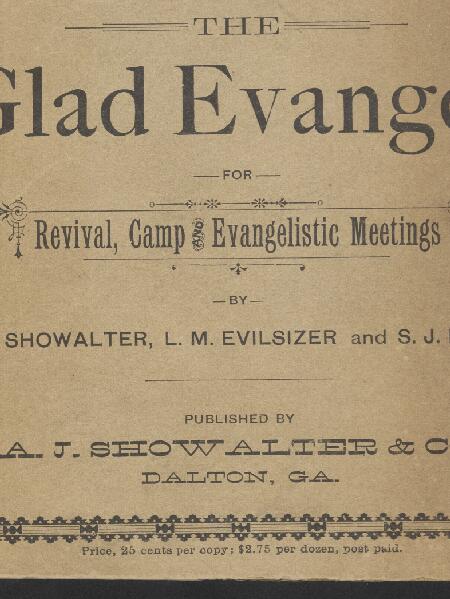 THE
Glad Evange
FOR
Revival, Camp AND Evangelistic Meetings
BY
SHOWALTER, L. M. EVILSIZER and S. J.
PUBLISHED BY
A. J. SHOWALTER & C
DALTON, GA.
Price, 25 cents per copy; $2.75 per dozen, post paid.